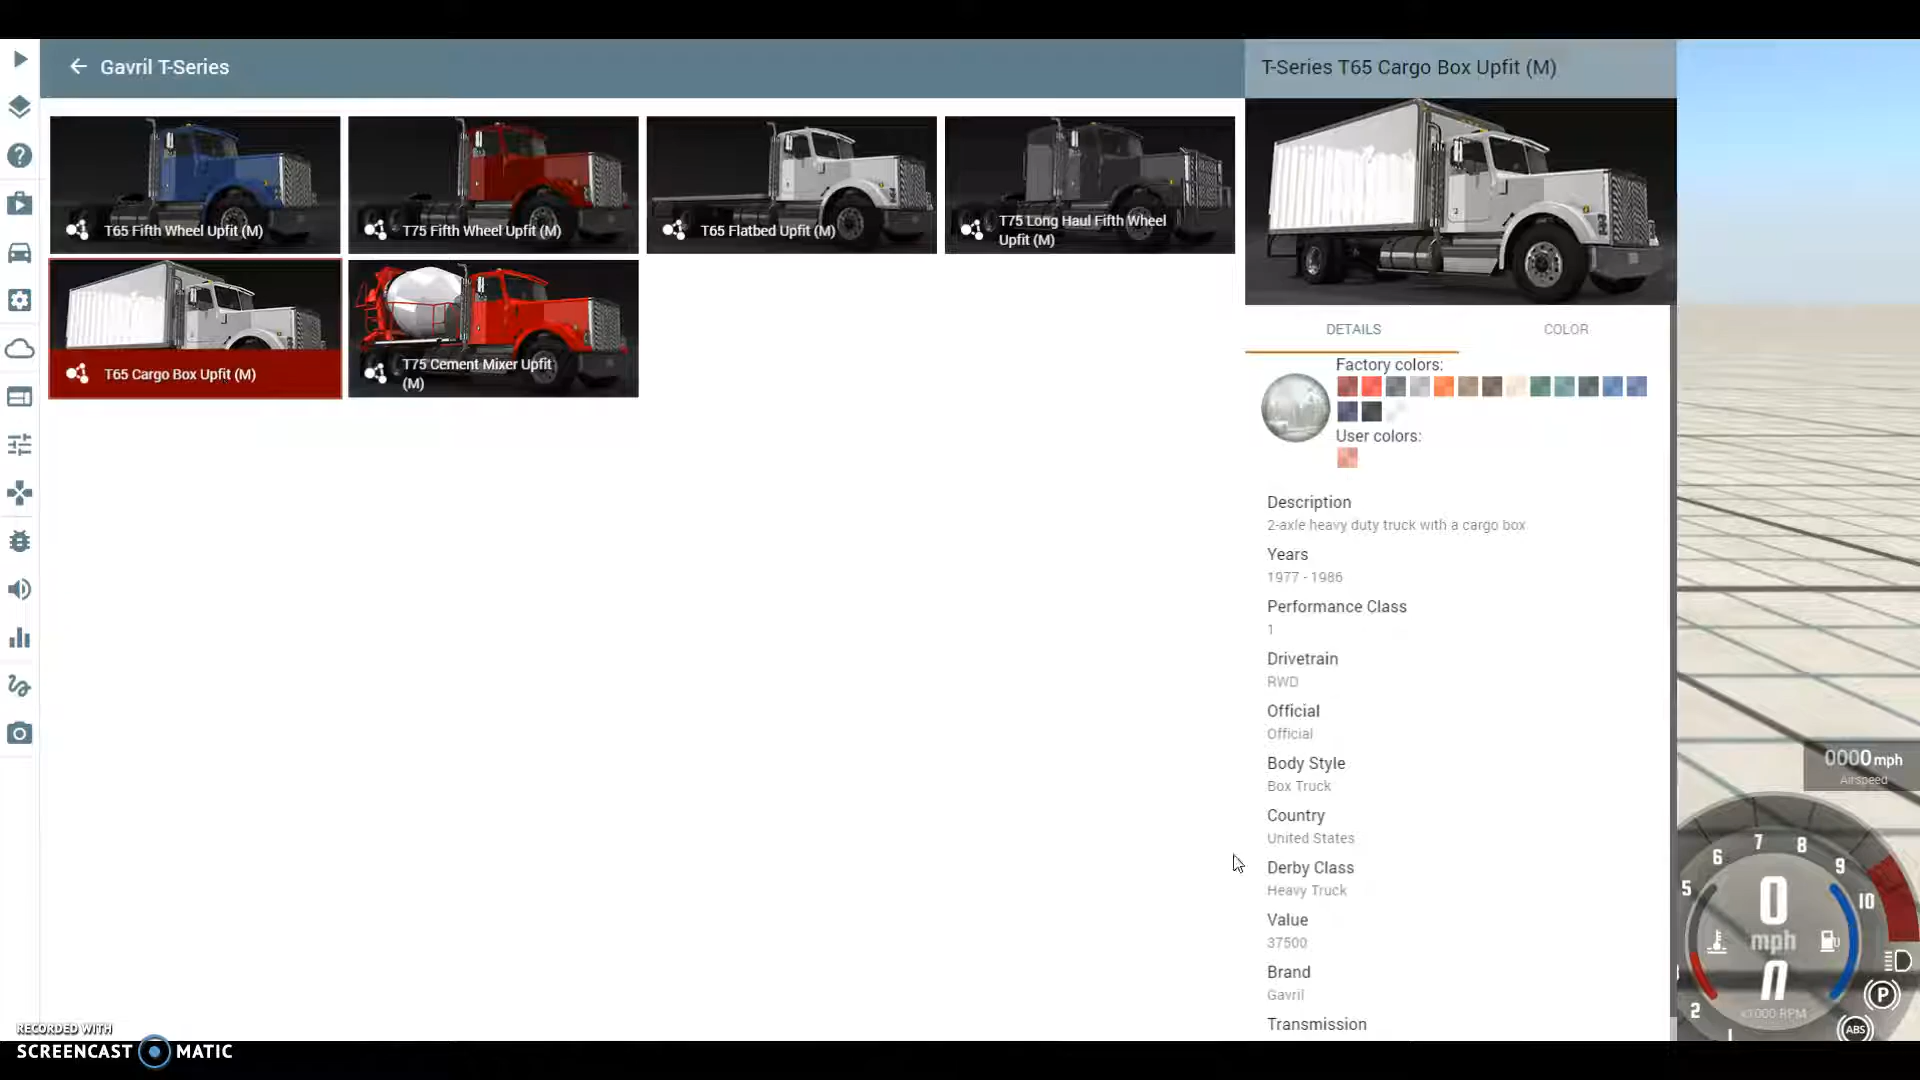 Gavril T-Series
T-Series T65 Cargo Box Upfit (M)
T65 Fifth Wheel Upfit (M)
T75 Fifth Wheel Upfit (M)
T65 Flatbed Upfit (M)
T75 Long Haul Fifth Wheel
Upfit (M)
T65 Cargo Box Upfit (M)
T75 Cement Mixer Upfit
(M)
DETAILS
COLOR
Factory colors:
User colors:
Description
2-axle heavy duty truck with a cargo box
Years
1977 - 1986
Performance Class
1
Drivetrain
RWD
Official
Official
Body Style
Box Truck
Country
United States
Derby Class
Heavy Truck
Value
37500
Brand
Gavril
Transmission
0000 mph
Airspeed
1 2 5 6 7 8 9 10
0
mph
n
x1000 RPM
P
ABS
RECORDED WITH
SCREENCAST MATIC